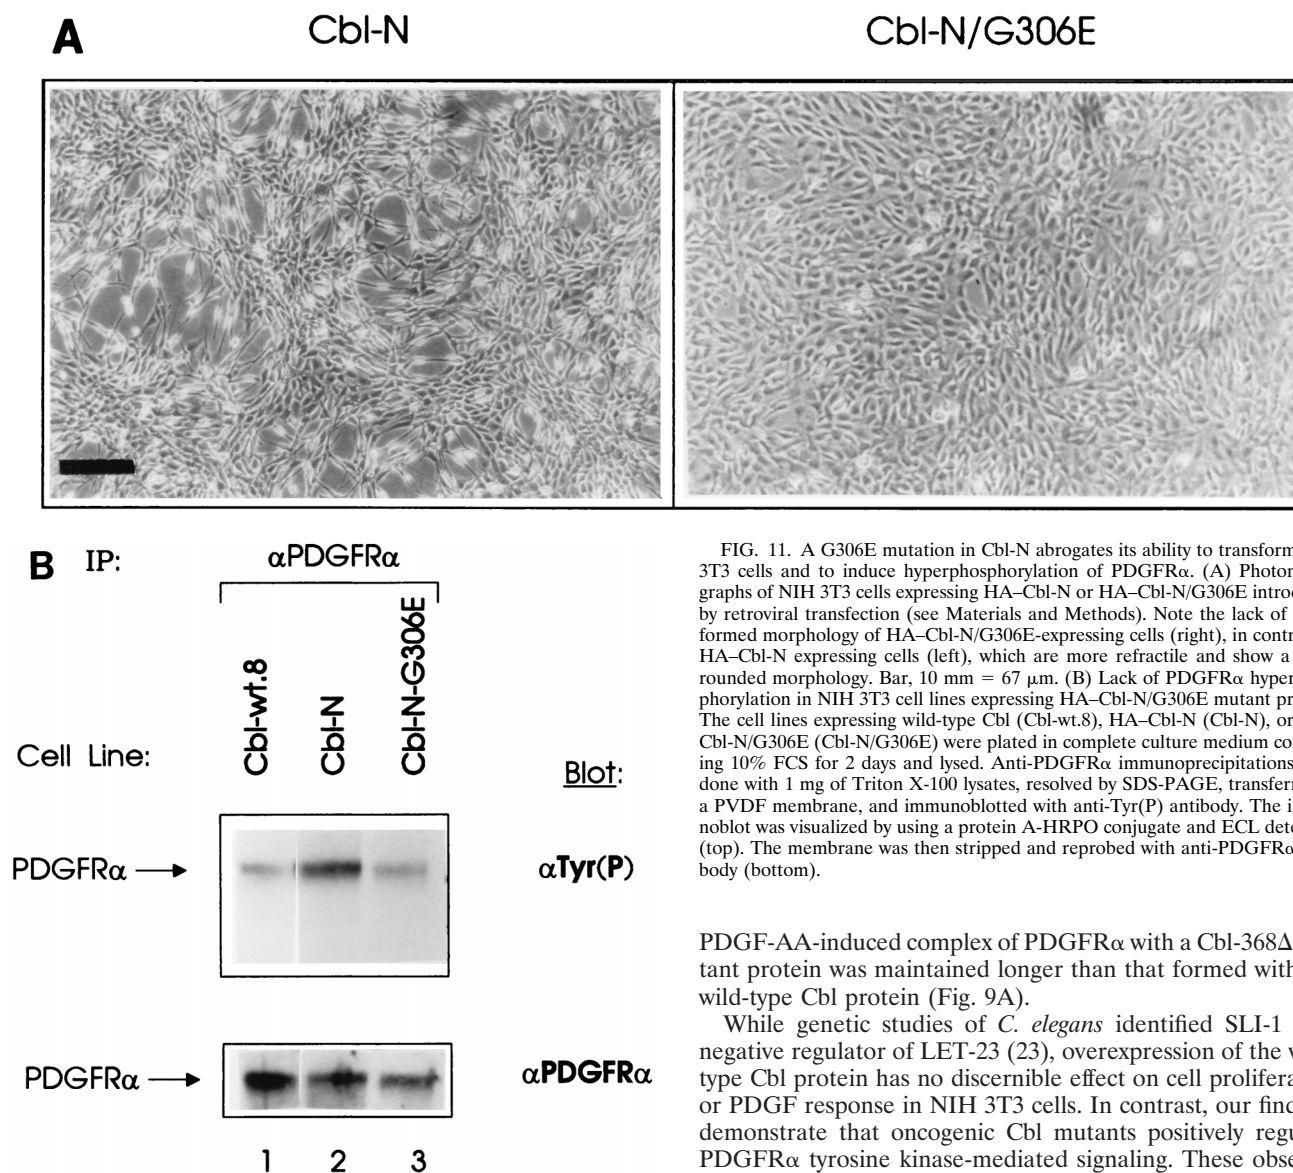 A
Cbl-N
Cbl-N/G306E
B
IP:
αPDGFRα
Cbl-wt.8
Cbl-N
Cbl-N-G306E
Cell Line:
Blot:
PDGFRα
αTyr(P)
PDGFRα
αPDGFRα
1 2 3
FIG. 11. A G306E mutation in Cbl-N abrogates its ability to transform
3T3 cells and to induce hyperphosphorylation of PDGFRα. (A) Photom
graphs of NIH 3T3 cells expressing HA–Cbl-N or HA–Cbl-N/G306E introd
by retroviral transfection (see Materials and Methods). Note the lack of
formed morphology of HA–Cbl-N/G306E-expressing cells (right), in contr
HA–Cbl-N expressing cells (left), which are more refractile and show a
rounded morphology. Bar, 10 mm = 67 μm. (B) Lack of PDGFRα hyper
phorylation in NIH 3T3 cell lines expressing HA–Cbl-N/G306E mutant pr
The cell lines expressing wild-type Cbl (Cbl-wt.8), HA–Cbl-N (Cbl-N), or
Cbl-N/G306E (Cbl-N/G306E) were plated in complete culture medium co
ing 10% FCS for 2 days and lysed. Anti-PDGFRα immunoprecipitations
done with 1 mg of Triton X-100 lysates, resolved by SDS-PAGE, transferr
a PVDF membrane, and immunoblotted with anti-Tyr(P) antibody. The i
noblot was visualized by using a protein A-HRPO conjugate and ECL dete
(top). The membrane was then stripped and reprobed with anti-PDGFRα
body (bottom).
PDGF-AA-induced complex of PDGFRα with a Cbl-368Δ
tant protein was maintained longer than that formed with
wild-type Cbl protein (Fig. 9A).
While genetic studies of C. elegans identified SLI-1
negative regulator of LET-23 (23), overexpression of the w
type Cbl protein has no discernible effect on cell prolifera
or PDGF response in NIH 3T3 cells. In contrast, our find
demonstrate that oncogenic Cbl mutants positively regu
PDGFRα tyrosine kinase-mediated signaling. These obse